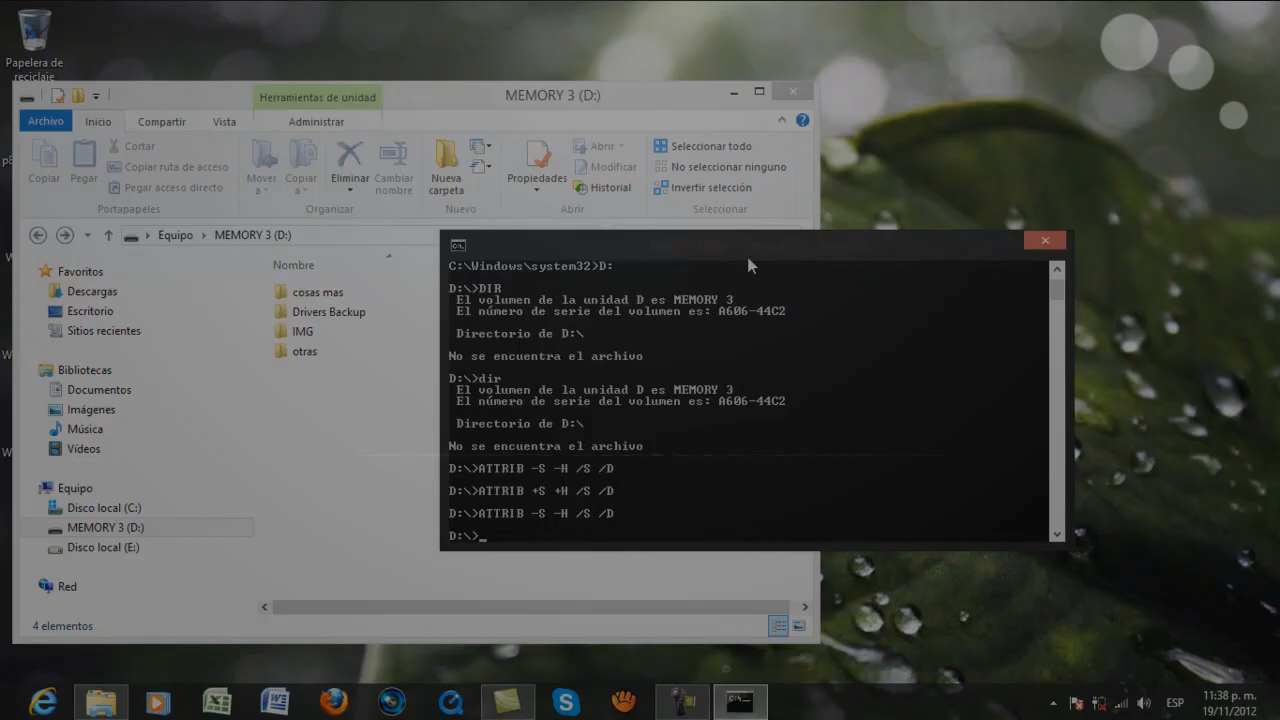 Papelera de
reciclaje
Herramientas de unidad
MEMORY 3 (D:)
Archivo
Inicio
Compartir
Vista
Administrar
Copiar
Pegar
Cortar
Copiar ruta de acceso
Pegar acceso directo
Portapapeles
Mover
a
Copiar
a
Eliminar
Cambiar
nombre
Organizar
Nueva
carpeta
Nuevo
Propiedades
Abrir
Modificar
Historial
Abrir
Seleccionar todo
No seleccionar ninguno
Invertir selección
Seleccionar
Equipo
MEMORY 3 (D:)
Favoritos
Descargas
Escritorio
Sitios recientes
Bibliotecas
Documentos
Imágenes
Música
Vídeos
Equipo
Disco local (C:)
MEMORY 3 (D:)
Disco local (E:)
Red
4 elementos
Nombre
cosas mas
Drivers Backup
IMG
otras
C:\Windows\system32>D:
D:\>DIR
El volumen de la unidad D es MEMORY 3
El número de serie del volumen es: A606-44C2
Directorio de D:\
No se encuentra el archivo
D:\>dir
El volumen de la unidad D es MEMORY 3
El número de serie del volumen es: A606-44C2
Directorio de D:\
No se encuentra el archivo
D:\>ATTRIB -S -H /S /D
D:\>ATTRIB +S +H /S /D
D:\>ATTRIB -S -H /S /D
D:\>_
ESP
11:38 p. m.
19/11/2012